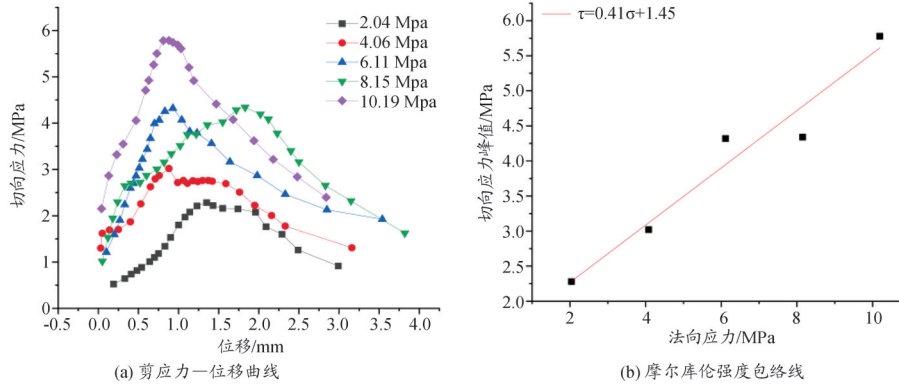 切向应力/MPa
6
5
4
3
2
1
0
2.04 Mpa
4.06 Mpa
6.11 Mpa
8.15 Mpa
10.19 Mpa
-0.5 0.0 0.5 1.0 1.5 2.0 2.5 3.0 3.5 4.0
位移/mm
(a) 剪应力—位移曲线
切向应力峰值/MPa
6.0
5.5
5.0
4.5
4.0
3.5
3.0
2.5
2.0
τ=0.41σ+1.45
2 4 6 8 10
法向应力/MPa
(b) 摩尔库伦强度包络线